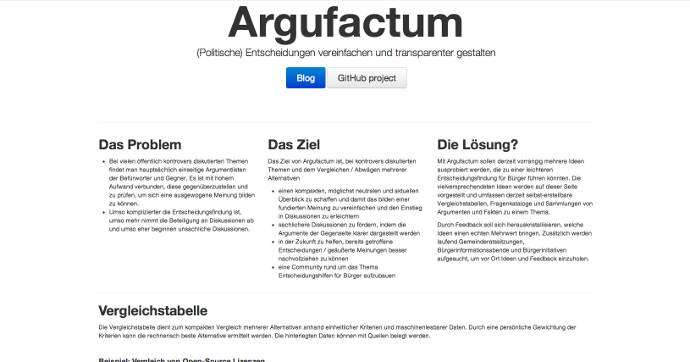 Argufactum
(Politische) Entscheidungen vereinfachen und transparenter gestalten
Blog
GitHub project
Das Problem
Bei vielen öffentlich kontrovers diskutierten Themen
findet man hauptsächlich einseitige Argumentlisten
der Befürworter und Gegner. Es ist mit hohem
Aufwand verbunden, diese gegenüberzustellen und
zu prüfen, um sich eine ausgewogene Meinung bilden
zu können.
Umso komplizierter die Entscheidungsfindung ist,
umso mehr nimmt die Beteiligung an Diskussionen ab
und umso eher beginnen unsachliche Diskussionen.
Das Ziel
Das Ziel von Argufactum ist, bei kontrovers diskutierten
Themen und dem Vergleichen / Abwägen mehrerer
Alternativen
einen kompakten, möglichst neutralen und aktuellen
Überblick zu schaffen und damit das bilden einer
fundierten Meinung zu vereinfachen und den Einstieg
in Diskussionen zu erleichtern
sachlichere Diskussionen zu fördern, indem die
Argumente der Gegenseite klarer dargestellt werden
in der Zukunft zu helfen, bereits getroffene
Entscheidungen / geäußerte Meinungen besser
nachvollziehen zu können
eine Community rund um das Thema
Entscheidungshilfen für Bürger aufzubauen
Die Lösung?
Mit Argufactum sollen derzeit vorrangig mehrere Ideen
ausprobiert werden, die zu einer leichteren
Entscheidungsfindung für Bürger führen könnten. Die
vielversprechendsten Ideen werden auf dieser Seite
vorgestellt und umfassen derzeit selbst-erstellbare
Vergleichstabellen, Fragenkataloge und Sammlungen von
Argumenten und Fakten zu einem Thema.
Durch Feedback soll sich herauskristallisieren, welche
Ideen einen echten Mehrwert bringen. Zusätzlich werden
laufend Gemeinderatssitzungen,
Bürgerinformationsabende und Bürgerinitiativen
aufgesucht, um vor Ort Ideen und Feedback einzuholen.
Vergleichstabelle
Die Vergleichstabelle dient zum kompakten Vergleich mehrerer Alternativen anhand einheitlicher Kriterien und maschinenlesbarer Daten. Durch eine persönliche Gewichtung der
Kriterien kann die rechnerisch beste Alternative ermittelt werden. Die hinterlegten Daten können mit Quellen belegt werden.
Beispiel: Vergleich von Open-Source Lizenzen